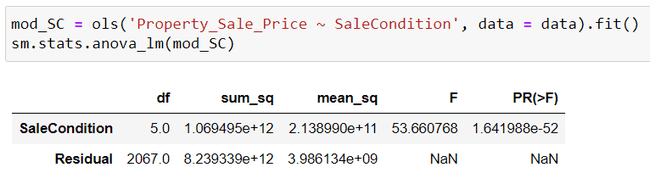 mod_SC = ols('Property_Sale_Price ~ SaleCondition', data = data).fit()
sm.stats.anova_lm(mod_SC)
df sum_sq mean_sq F PR(>F)
SaleCondition 5.0 1.069495e+12 2.138990e+11 53.660768 1.641988e-52
Residual 2067.0 8.239339e+12 3.986134e+09 NaN NaN